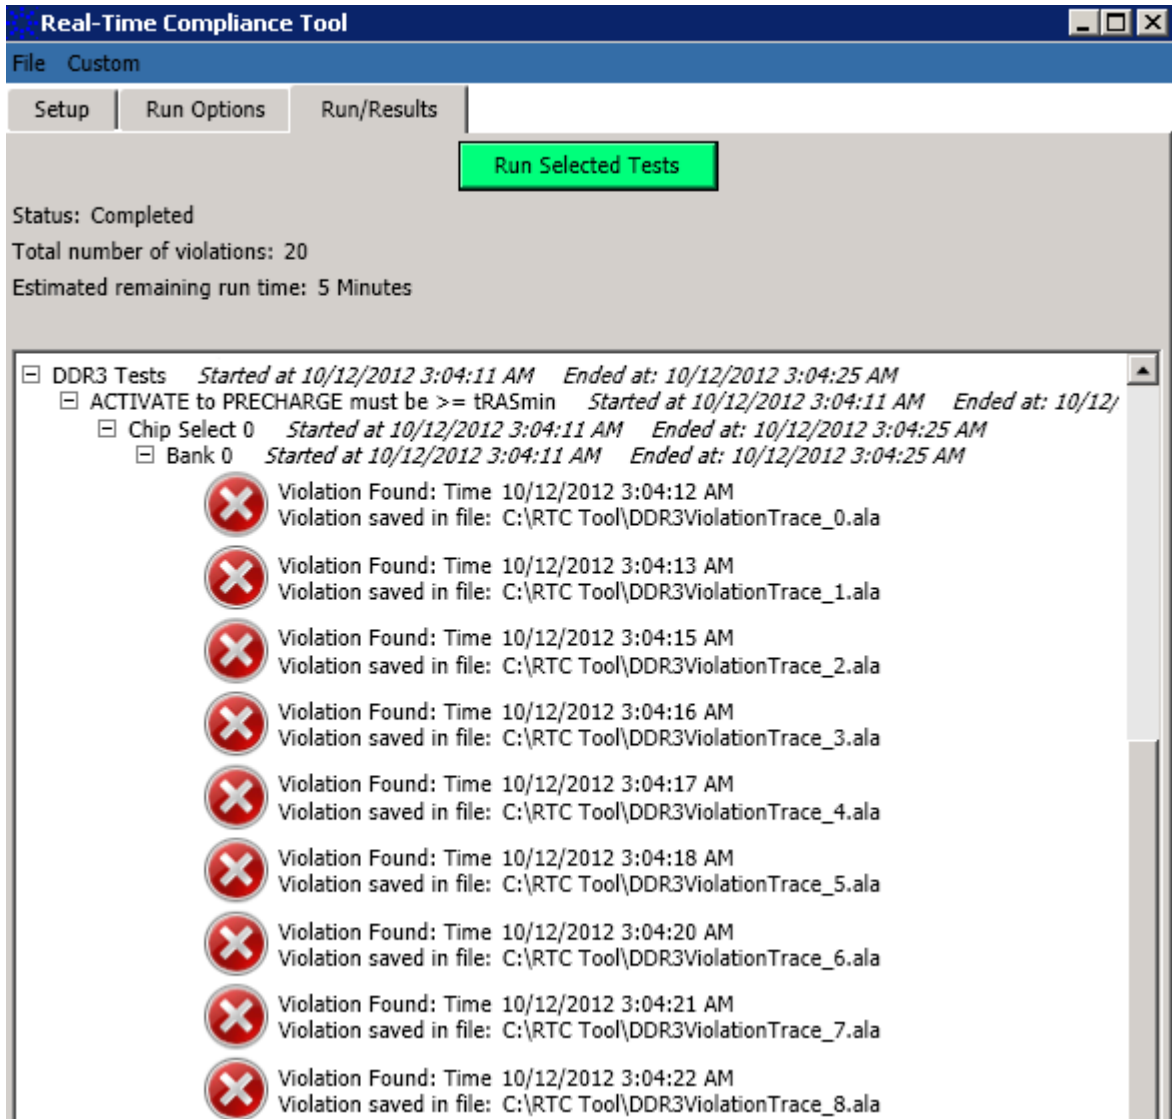 Real-Time Compliance Tool
File Custom
Setup Run Options Run/Results
Run Selected Tests
Status: Completed
Total number of violations: 20
Estimated remaining run time: 5 Minutes
DDR3 Tests Started at 10/12/2012 3:04:11 AM Ended at: 10/12/2012 3:04:25 AM
ACTIVATE to PRECHARGE must be >= tRASmin Started at 10/12/2012 3:04:11 AM Ended at: 10/12/
Chip Select 0 Started at 10/12/2012 3:04:11 AM Ended at: 10/12/2012 3:04:25 AM
Bank 0 Started at 10/12/2012 3:04:11 AM Ended at: 10/12/2012 3:04:25 AM
Violation Found: Time 10/12/2012 3:04:12 AM
Violation saved in file: C:\RTC Tool\DDR3ViolationTrace_0.ala
Violation Found: Time 10/12/2012 3:04:13 AM
Violation saved in file: C:\RTC Tool\DDR3ViolationTrace_1.ala
Violation Found: Time 10/12/2012 3:04:15 AM
Violation saved in file: C:\RTC Tool\DDR3ViolationTrace_2.ala
Violation Found: Time 10/12/2012 3:04:16 AM
Violation saved in file: C:\RTC Tool\DDR3ViolationTrace_3.ala
Violation Found: Time 10/12/2012 3:04:17 AM
Violation saved in file: C:\RTC Tool\DDR3ViolationTrace_4.ala
Violation Found: Time 10/12/2012 3:04:18 AM
Violation saved in file: C:\RTC Tool\DDR3ViolationTrace_5.ala
Violation Found: Time 10/12/2012 3:04:20 AM
Violation saved in file: C:\RTC Tool\DDR3ViolationTrace_6.ala
Violation Found: Time 10/12/2012 3:04:21 AM
Violation saved in file: C:\RTC Tool\DDR3ViolationTrace_7.ala
Violation Found: Time 10/12/2012 3:04:22 AM
Violation saved in file: C:\RTC Tool\DDR3ViolationTrace_8.ala